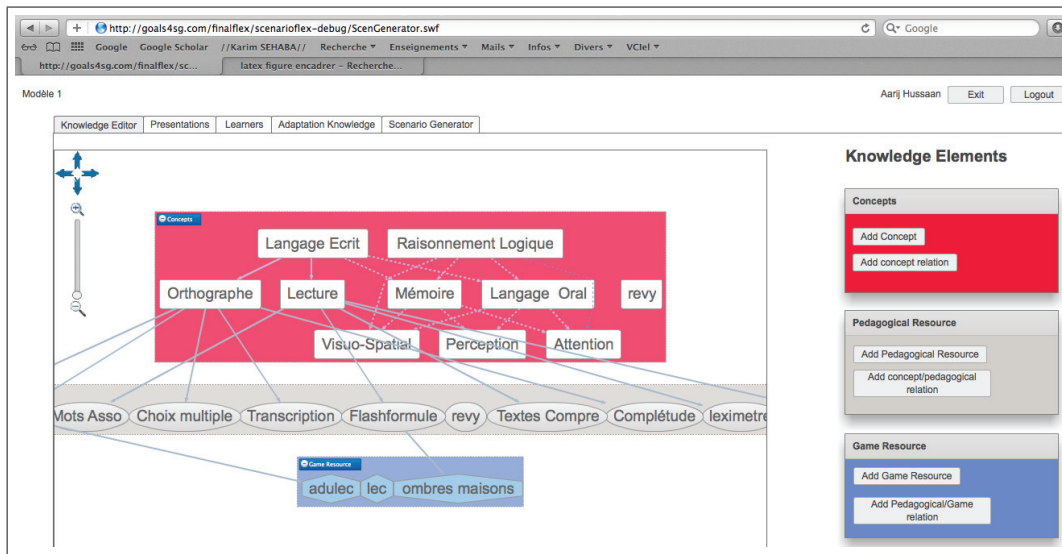 http://goals4sg.com/finalflex/scenarioflex-debug/ScenGenerator.swf
Google
Google Google Scholar //Karim SEHABA// Recherche Enseignements Mails Infos Divers VCIel
http://goals4sg.com/finalflex/sc... latex figure encadrer – Recherche...
Modèle 1 Aarij Hussaan Exit Logout
Knowledge Editor Presentations Learners Adaptation Knowledge Scenario Generator
Concepts
Langage Ecrit Raisonnement Logique
Orthographe Lecture Mémoire Langage Oral revy
Visuo-Spatial Perception Attention
Mots Asso Choix multiple Transcription Flashformule revy Textes Compre Complétude leximetre
Game Resource
adulec lec ombres maisons
Knowledge Elements
Concepts
Add Concept
Add concept relation
Pedagogical Resource
Add Pedagogical Resource
Add concept/pedagogical
relation
Game Resource
Add Game Resource
Add Pedagogical/Game
relation